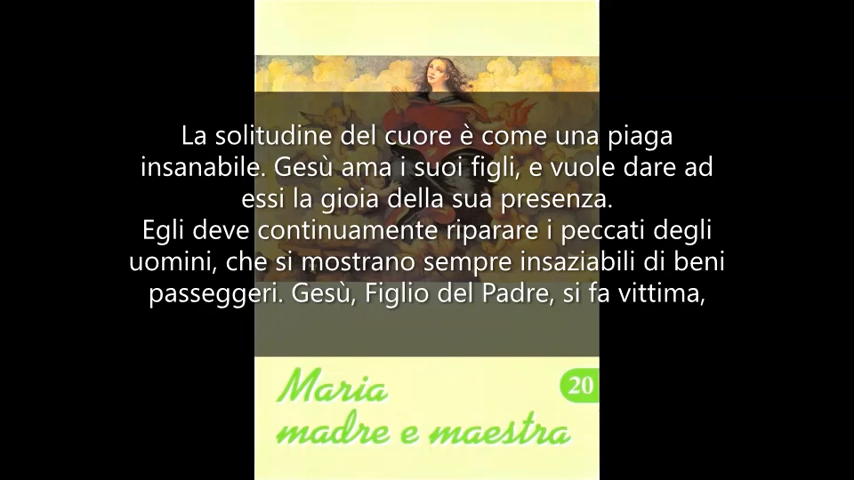 La solitudine del cuore è come una piaga
insanabile. Gesù ama i suoi figli, e vuole dare ad
essi la gioia della sua presenza.
Egli deve continuamente riparare i peccati degli
uomini, che si mostrano sempre insaziabili di beni
passeggeri. Gesù, Figlio del Padre, si fa vittima,
Maria
20
madre e maestra